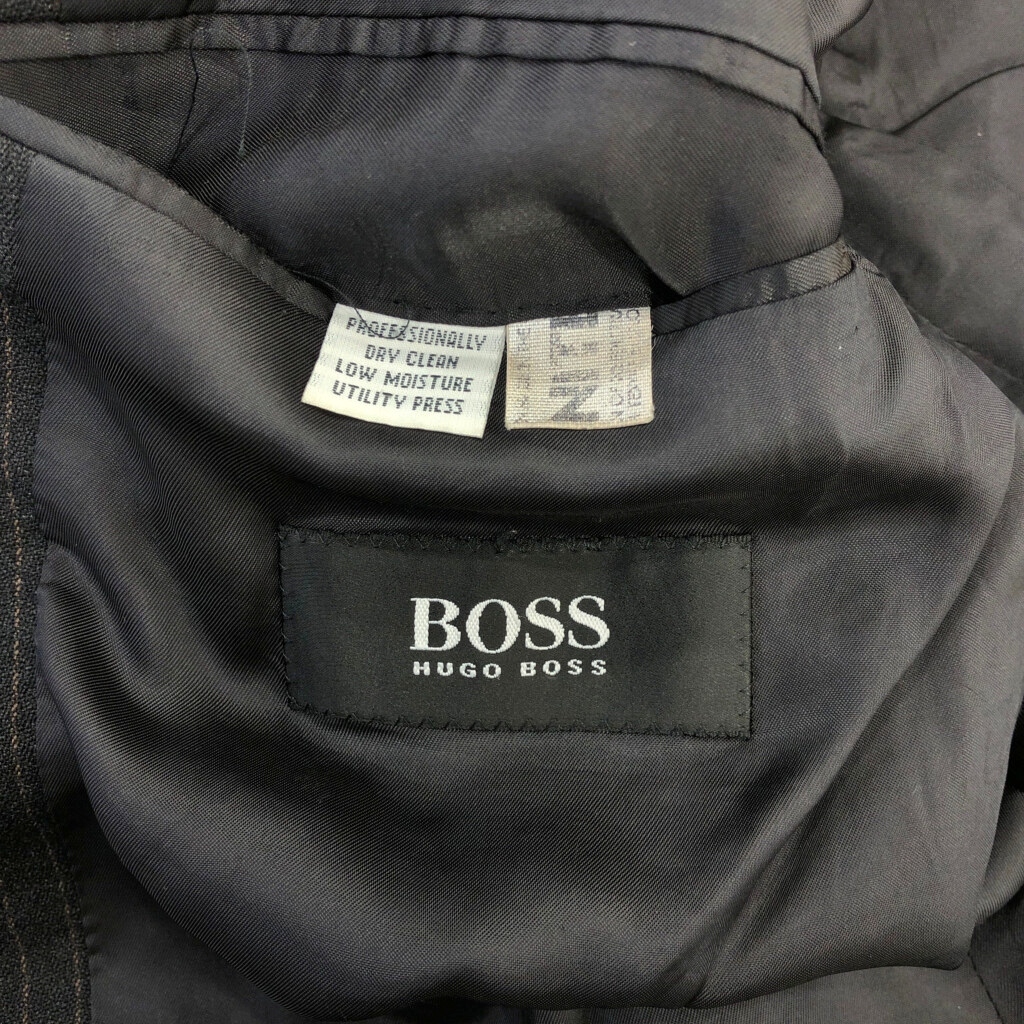 PROFESSIONALLY
DRY CLEAN
LOW MOISTURE
UTILITY PRESS
BOSS
HUGO BOSS